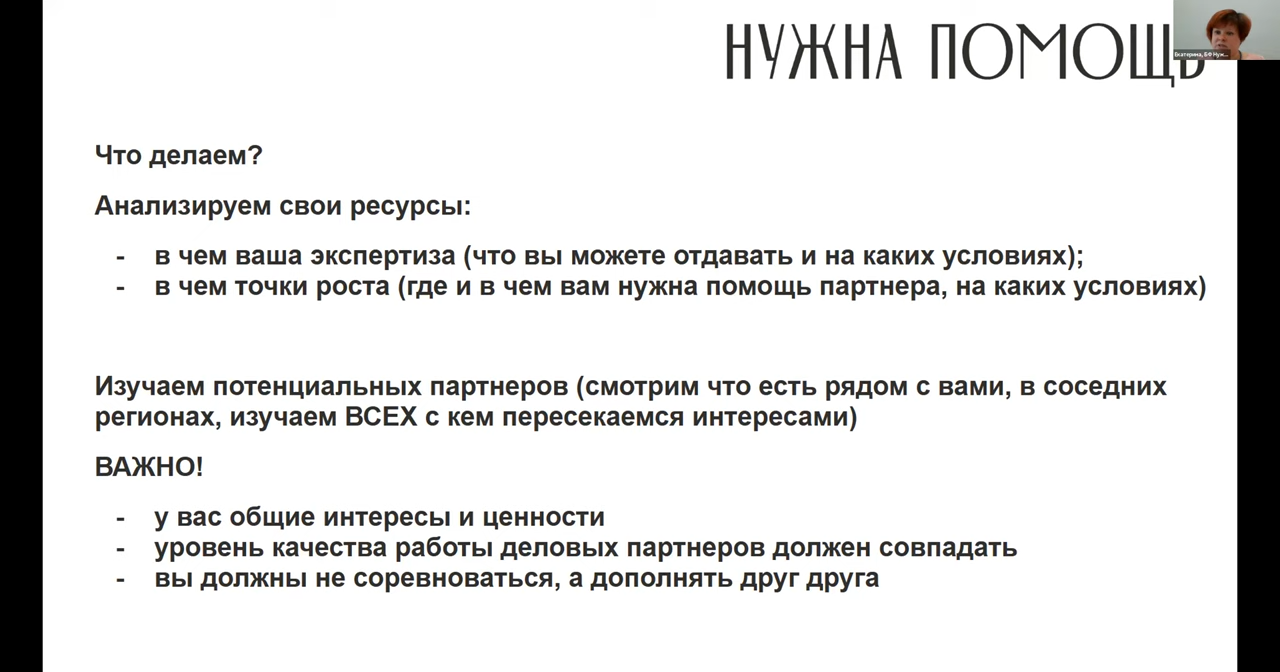 НУЖНА ПОМОЩЬ
Екатерина, БФ Нуж...
Что делаем?
Анализируем свои ресурсы:
- в чем ваша экспертиза (что вы можете отдавать и на каких условиях);
- в чем точки роста (где и в чем вам нужна помощь партнера, на каких условиях)
Изучаем потенциальных партнеров (смотрим что есть рядом с вами, в соседних
регионах, изучаем ВСЕХ с кем пересекаемся интересами)
ВАЖНО!
- у вас общие интересы и ценности
- уровень качества работы деловых партнеров должен совпадать
- вы должны не соревноваться, а дополнять друг друга